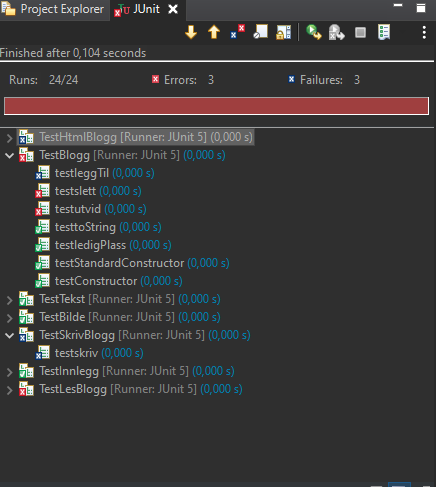 Project Explorer JUnit
Finished after 0,104 seconds
Runs: 24/24 Errors: 3 Failures: 3
TestHtmlBlogg [Runner: JUnit 5] (0,000 s)
TestBlogg [Runner: JUnit 5] (0,000 s)
testleggTil (0,000 s)
testslett (0,000 s)
testutvid (0,000 s)
testtoString (0,000 s)
testledigPlass (0,000 s)
testStandardConstructor (0,000 s)
testConstructor (0,000 s)
TestTekst [Runner: JUnit 5] (0,000 s)
TestBilde [Runner: JUnit 5] (0,000 s)
TestSkrivBlogg [Runner: JUnit 5] (0,000 s)
testskriv (0,000 s)
TestInnlegg [Runner: JUnit 5] (0,000 s)
TestLesBlogg [Runner: JUnit 5] (0,000 s)